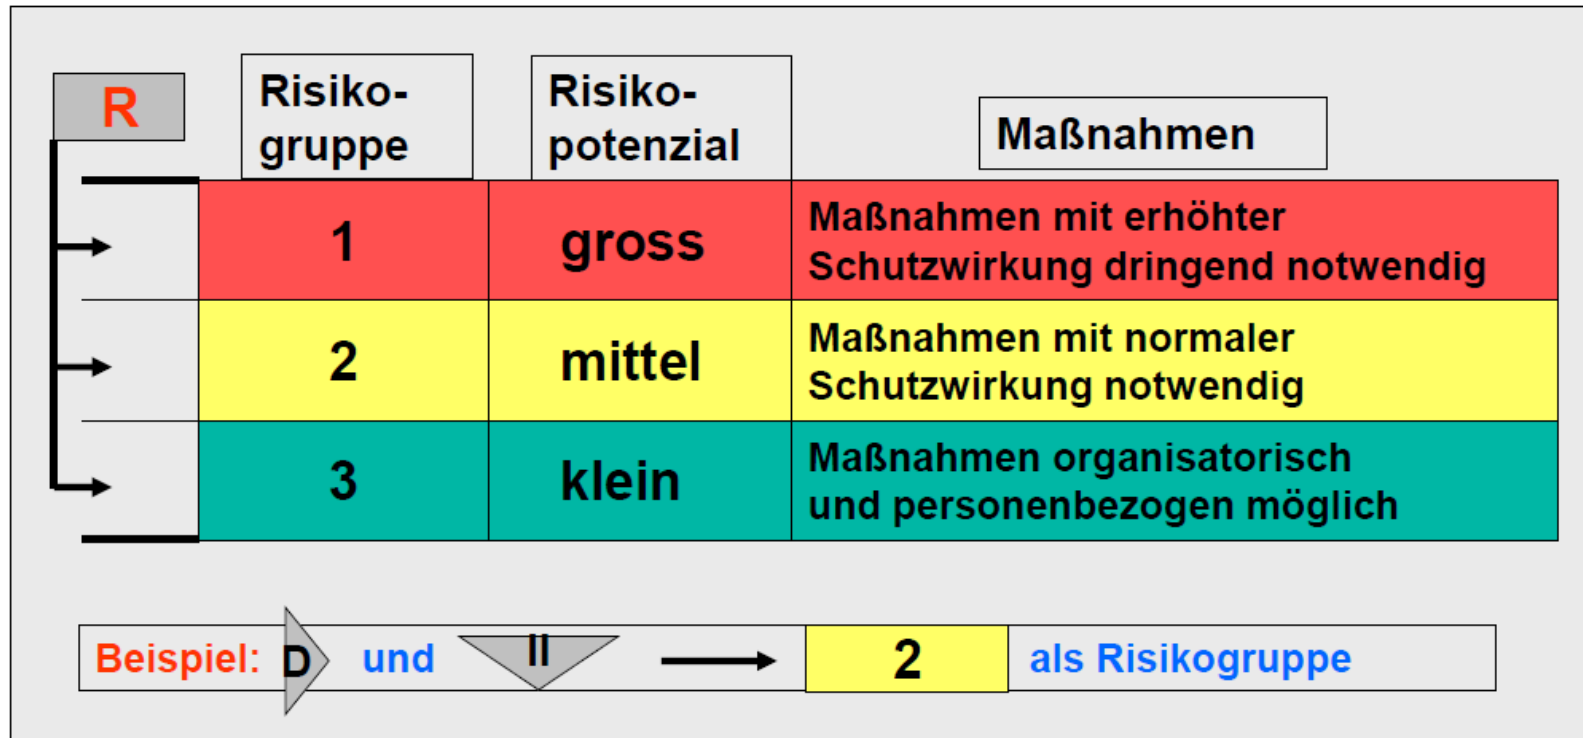 R
Risiko-
gruppe
Risiko-
potenzial
Maßnahmen
1
gross
Maßnahmen mit erhöhter
Schutzwirkung dringend notwendig
2
mittel
Maßnahmen mit normaler
Schutzwirkung notwendig
3
klein
Maßnahmen organisatorisch
und personenbezogen möglich
Beispiel: D und II 2 als Risikogruppe